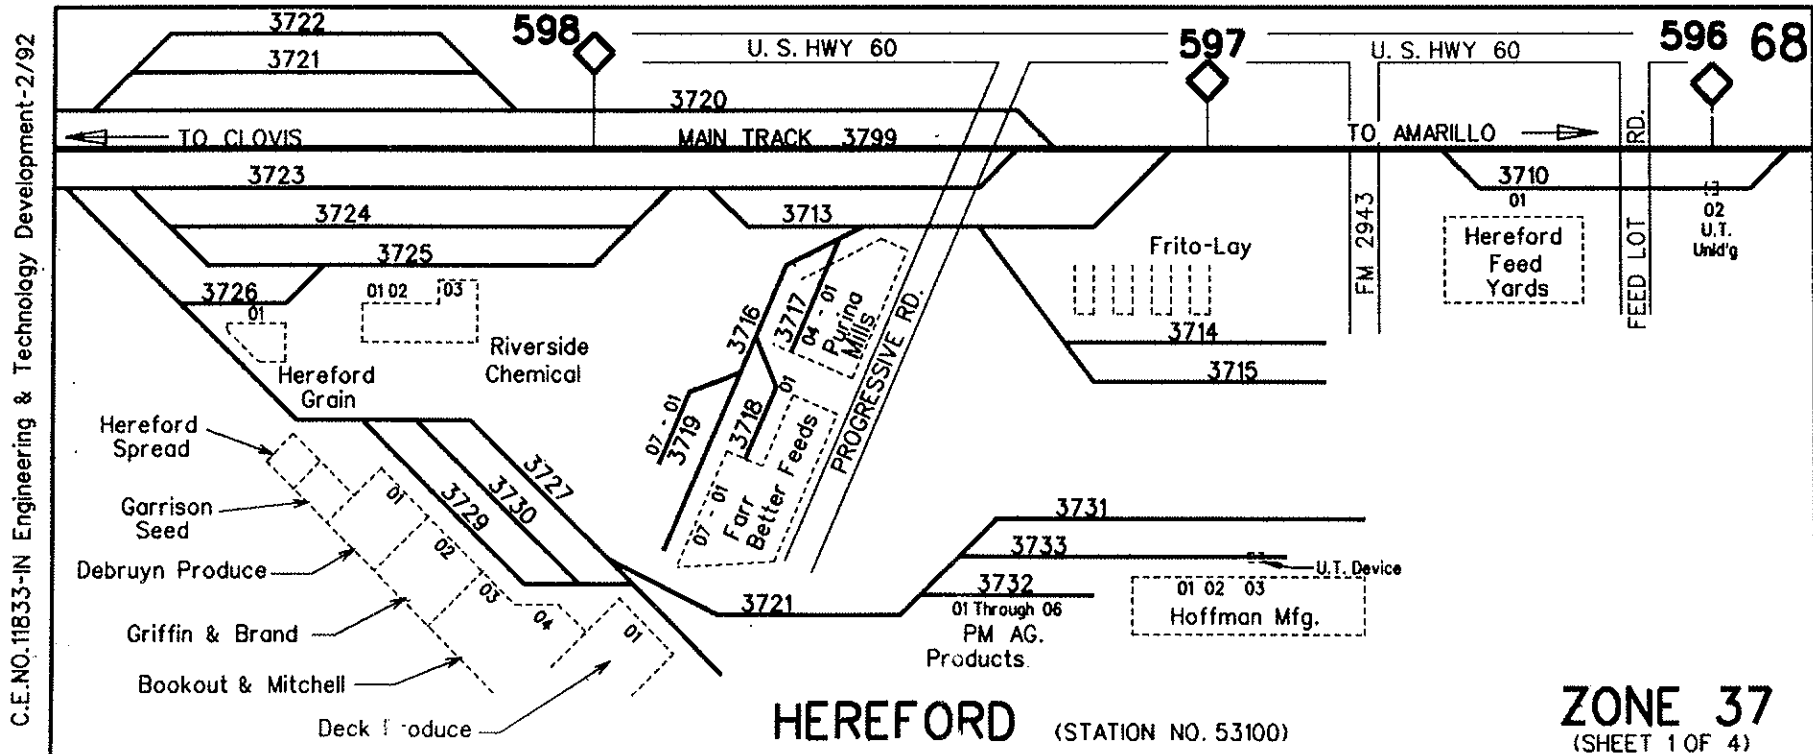 C.E.NO.11833-IN Engineering & Technology Development-2/92
3722
598
U.S. HWY 60
597
U.S. HWY 60
596
68
3721
3720
TO CLOVIS
MAIN TRACK 3799
TO AMARILLO
RD.
FEED LOT
3723
3710
01
02
U.T.
Unld'g
3724
3713
FM 2943
Hereford
Feed
Yards
3725
Frito-Lay
3726
01
01 02
03
3716
3717
04 - 01
Purina
Mills
PROGRESSIVE RD.
3714
3715
Riverside
Chemical
Hereford
Grain
07 - 01
3719
3718
01
07 - 01
Farr
Better Feeds
Hereford
Spread
Garrison
Seed
Debruyn Produce
Griffin & Brand
Bookout & Mitchell
Deck
01
02
03
04
01
3729
3730
3727
3731
3733
U.T. Device
3732
01 Through 06
PM AG.
Products
01 02 03
Hoffman Mfg.
3721
HEREFORD
(STATION NO. 53100)
ZONE 37
(SHEET 1 OF 4)